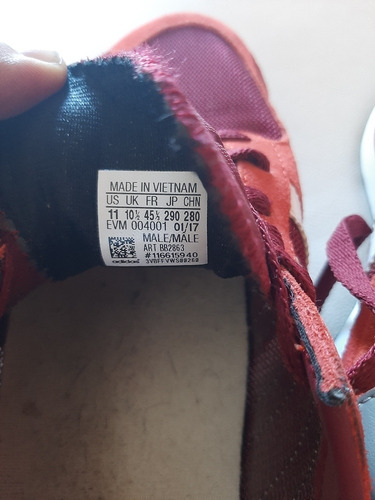 MADE IN VIETNAM
US UK FR JP CHN
11 10½ 45⅓ 290 280
EVM 004001 01/17
MALE/MALE
ART BB2863
#116615940
adidas